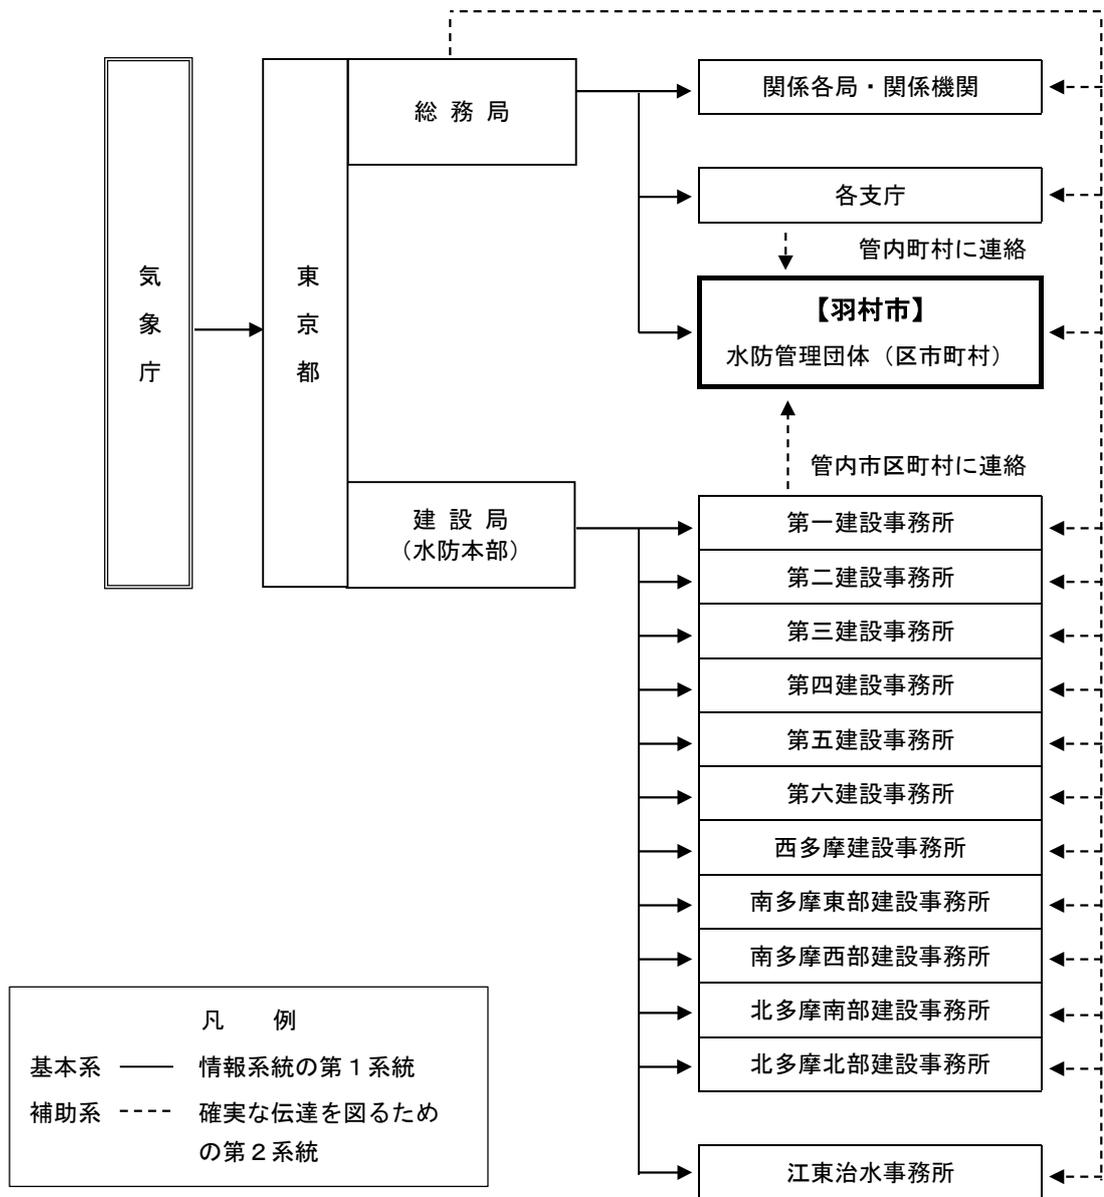 気象庁
東京都
総務局
関係各局・関係機関
各支庁
管内町村に連絡
【羽村市】
水防管理団体（区市町村）
管内市区町村に連絡
建設局
（水防本部）
第一建設事務所
第二建設事務所
第三建設事務所
第四建設事務所
第五建設事務所
第六建設事務所
西多摩建設事務所
南多摩東部建設事務所
南多摩西部建設事務所
北多摩南部建設事務所
北多摩北部建設事務所
江東治水事務所
凡　例
基本系 情報系統の第１系統
補助系 確実な伝達を図るため
の第２系統